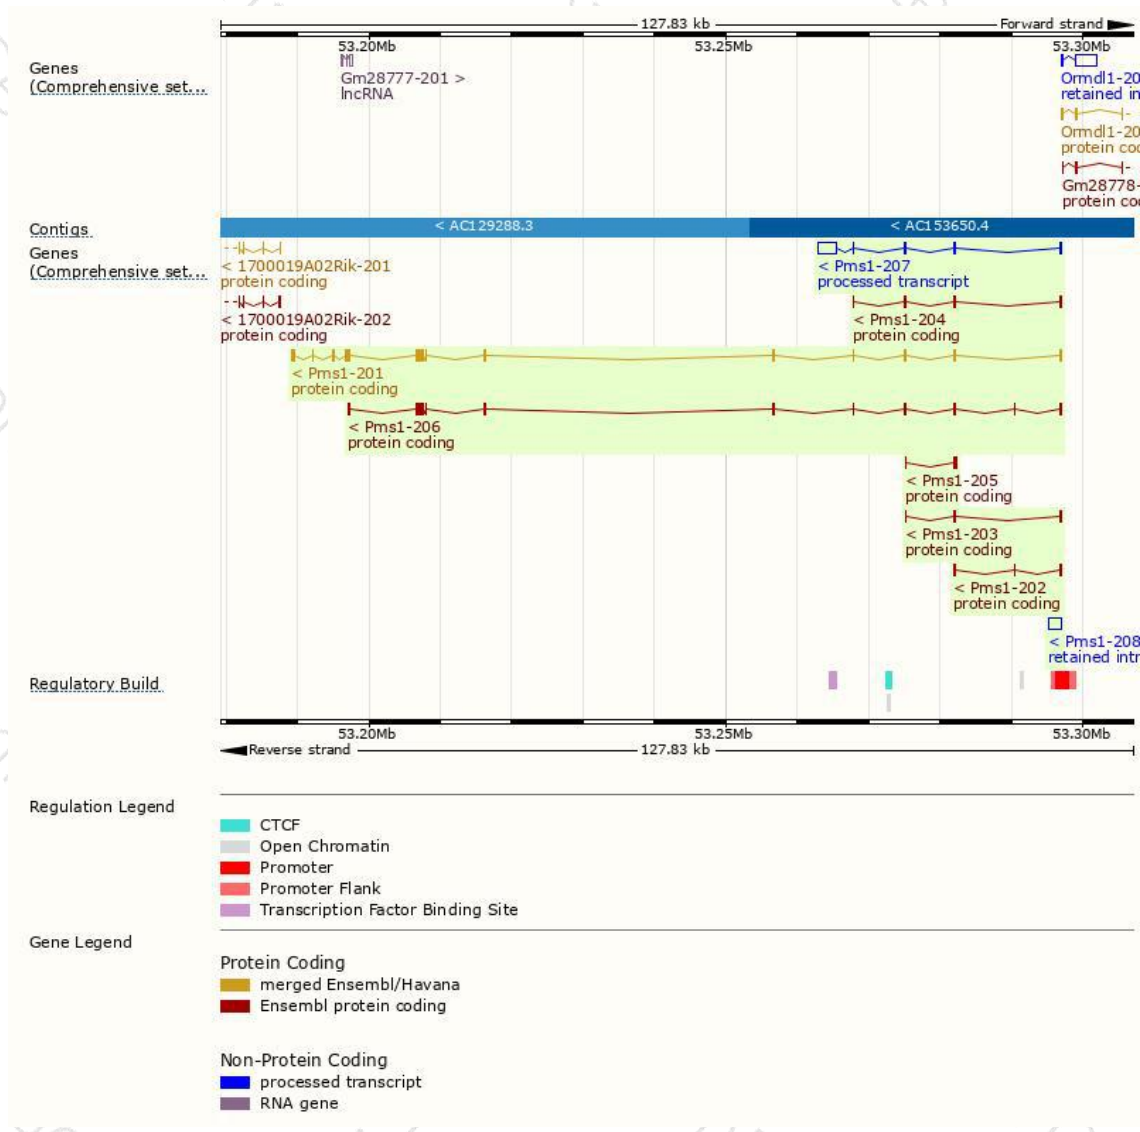 127.83 kb
Forward strand
53.20Mb 53.25Mb 53.30Mb
Genes
(Comprehensive set...
Gm28777-201 >
lncRNA
Ormdl1-20
retained in
Ormdl1-20
protein coc
Gm28778-
protein coc
Contigs
< AC129288.3
< AC153650.4
Genes
(Comprehensive set...
< 1700019A02Rik-201
protein coding
< Pms1-207
processed transcript
< 1700019A02Rik-202
protein coding
< Pms1-204
protein coding
< Pms1-201
protein coding
< Pms1-206
protein coding
< Pms1-205
protein coding
< Pms1-203
protein coding
< Pms1-202
protein coding
< Pms1-208
retained intr
Regulatory Build
53.20Mb 53.25Mb 53.30Mb
Reverse strand
127.83 kb
Regulation Legend
CTCF
Open Chromatin
Promoter
Promoter Flank
Transcription Factor Binding Site
Gene Legend
Protein Coding
merged Ensembl/Havana
Ensembl protein coding
Non-Protein Coding
processed transcript
RNA gene